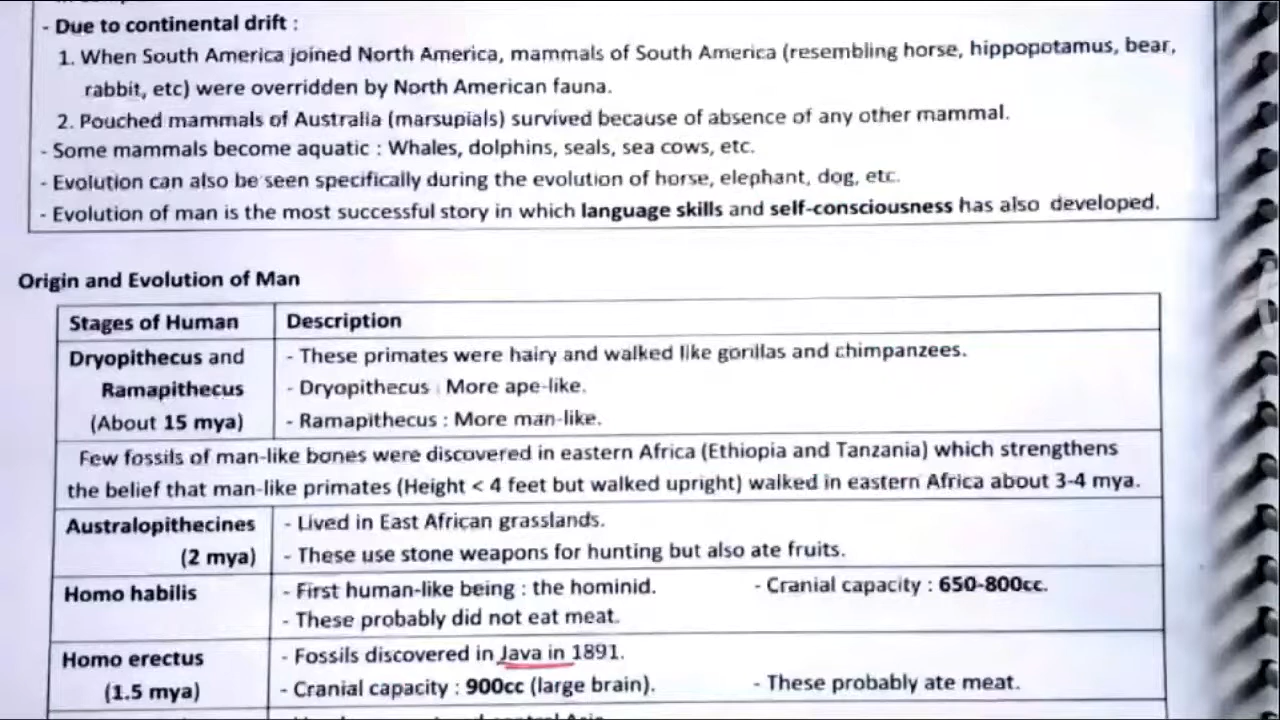 - Due to continental drift :
1. When South America joined North America, mammals of South America (resembling horse, hippopotamus, bear,
rabbit, etc) were overridden by North American fauna.
2. Pouched mammals of Australia (marsupials) survived because of absence of any other mammal.
- Some mammals become aquatic : Whales, dolphins, seals, sea cows, etc.
- Evolution can also be seen specifically during the evolution of horse, elephant, dog, etc.
- Evolution of man is the most successful story in which language skills and self-consciousness has also developed.
Origin and Evolution of Man
Stages of Human Description
Dryopithecus and - These primates were hairy and walked like gorillas and chimpanzees.
Ramapithecus - Dryopithecus : More ape-like.
(About 15 mya) - Ramapithecus : More man-like.
Few fossils of man-like bones were discovered in eastern Africa (Ethiopia and Tanzania) which strengthens
the belief that man-like primates (Height < 4 feet but walked upright) walked in eastern Africa about 3-4 mya.
Australopithecines - Lived in East African grasslands.
(2 mya) - These use stone weapons for hunting but also ate fruits.
Homo habilis - First human-like being : the hominid. - Cranial capacity : 650-800cc.
- These probably did not eat meat.
Homo erectus - Fossils discovered in Java in 1891.
(1.5 mya) - Cranial capacity : 900cc (large brain). - These probably ate meat.